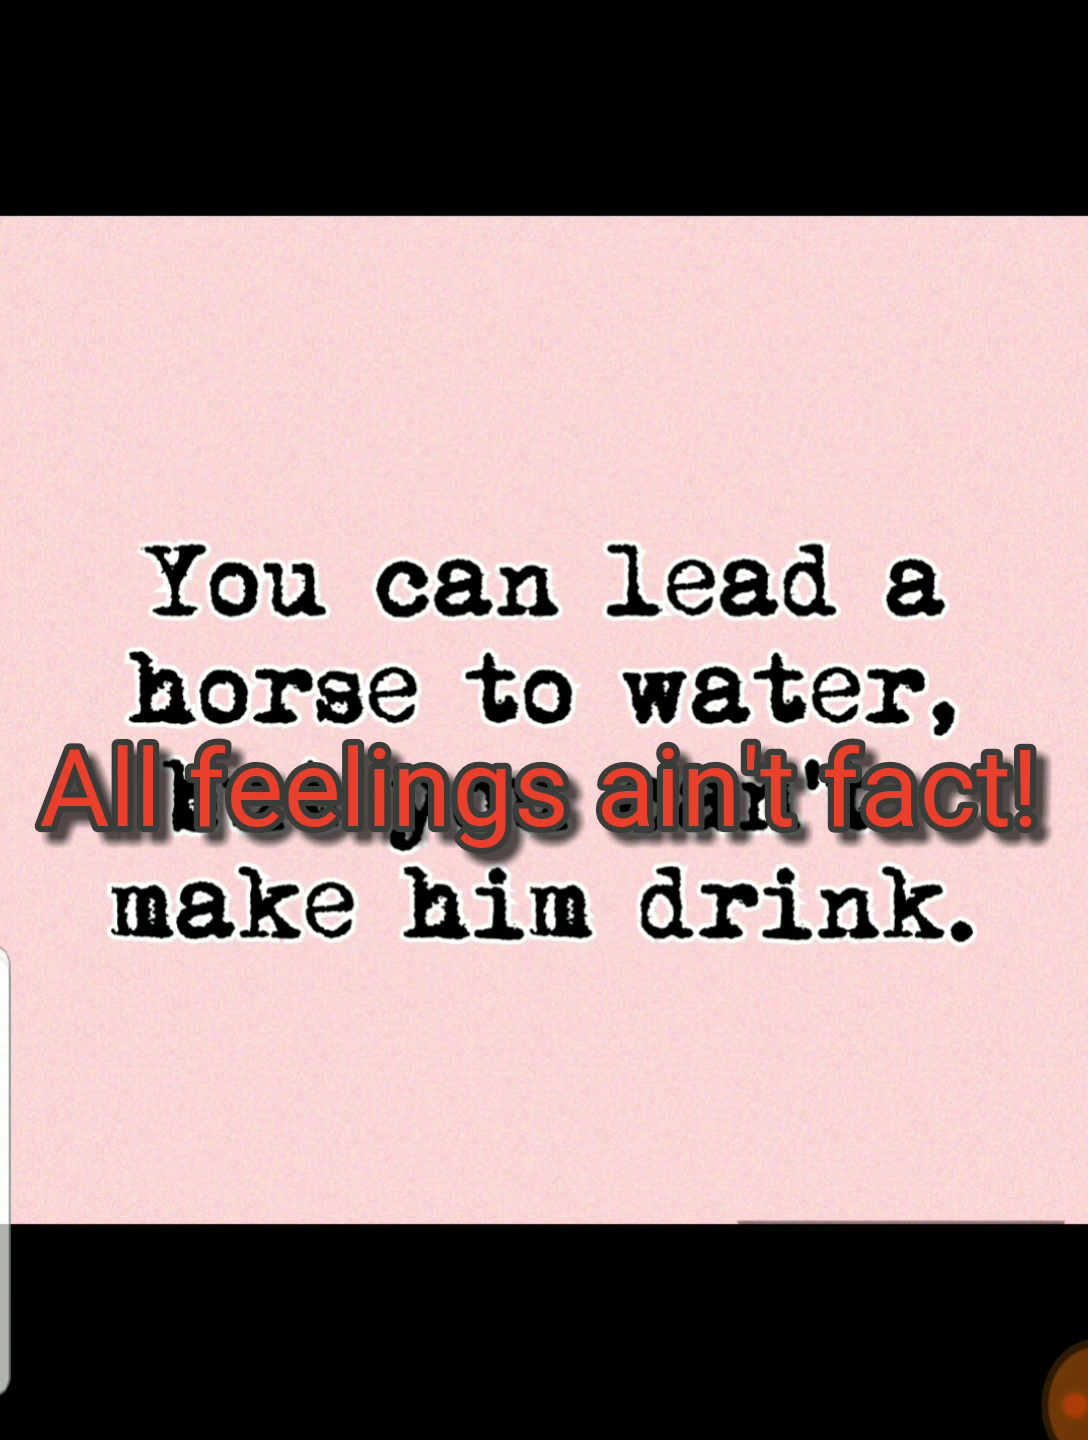 You can lead a
horse to water,
All feelings ain't fact!
make him drink.